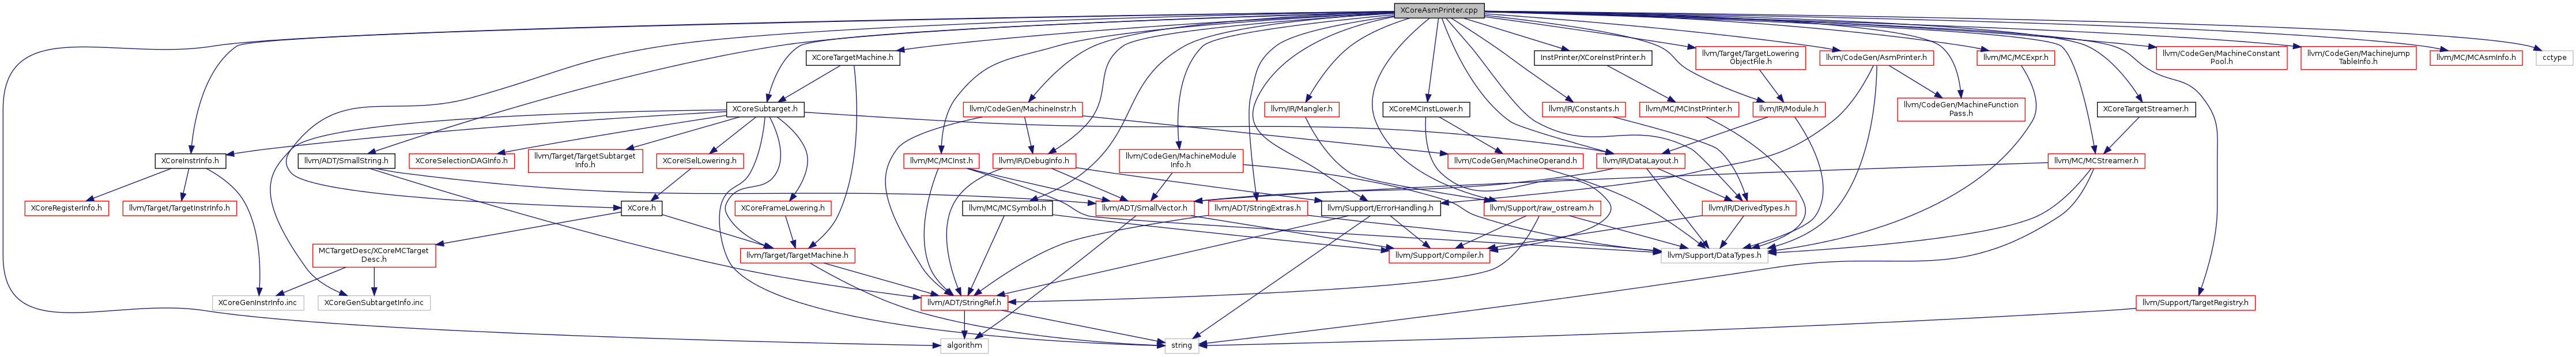 XCoreAsmPrinter.cpp
XCoreTargetMachine.h
InstPrinter/XCoreInstPrinter.h
llvm/Target/TargetLowering
ObjectFile.h
llvm/CodeGen/AsmPrinter.h
llvm/MC/MCExpr.h
llvm/CodeGen/MachineConstant
Pool.h
llvm/CodeGen/MachineJump
TableInfo.h
llvm/MC/MCAsmInfo.h
cctype
XCoreSubtarget.h
llvm/CodeGen/MachineInstr.h
llvm/IR/Mangler.h
XCoreMCInstLower.h
llvm/IR/Constants.h
llvm/MC/MCInstPrinter.h
llvm/IR/Module.h
llvm/CodeGen/MachineFunction
Pass.h
XCoreTargetStreamer.h
XCoreInstrInfo.h
llvm/ADT/SmallString.h
XCoreSelectionDAGInfo.h
llvm/Target/TargetSubtarget
Info.h
XCoreISelLowering.h
llvm/MC/MCInst.h
llvm/IR/DebugInfo.h
llvm/CodeGen/MachineModule
Info.h
llvm/CodeGen/MachineOperand.h
llvm/IR/DataLayout.h
llvm/MC/MCStreamer.h
XCoreRegisterInfo.h
llvm/Target/TargetInstrInfo.h
XCore.h
XCoreFrameLowering.h
llvm/MC/MCSymbol.h
llvm/ADT/SmallVector.h
llvm/ADT/StringExtras.h
llvm/Support/ErrorHandling.h
llvm/Support/raw_ostream.h
llvm/IR/DerivedTypes.h
MCTargetDesc/XCoreMCTarget
Desc.h
llvm/Target/TargetMachine.h
llvm/Support/Compiler.h
llvm/Support/DataTypes.h
XCoreGenInstrInfo.inc
XCoreGenSubtargetInfo.inc
llvm/ADT/StringRef.h
llvm/Support/TargetRegistry.h
algorithm
string